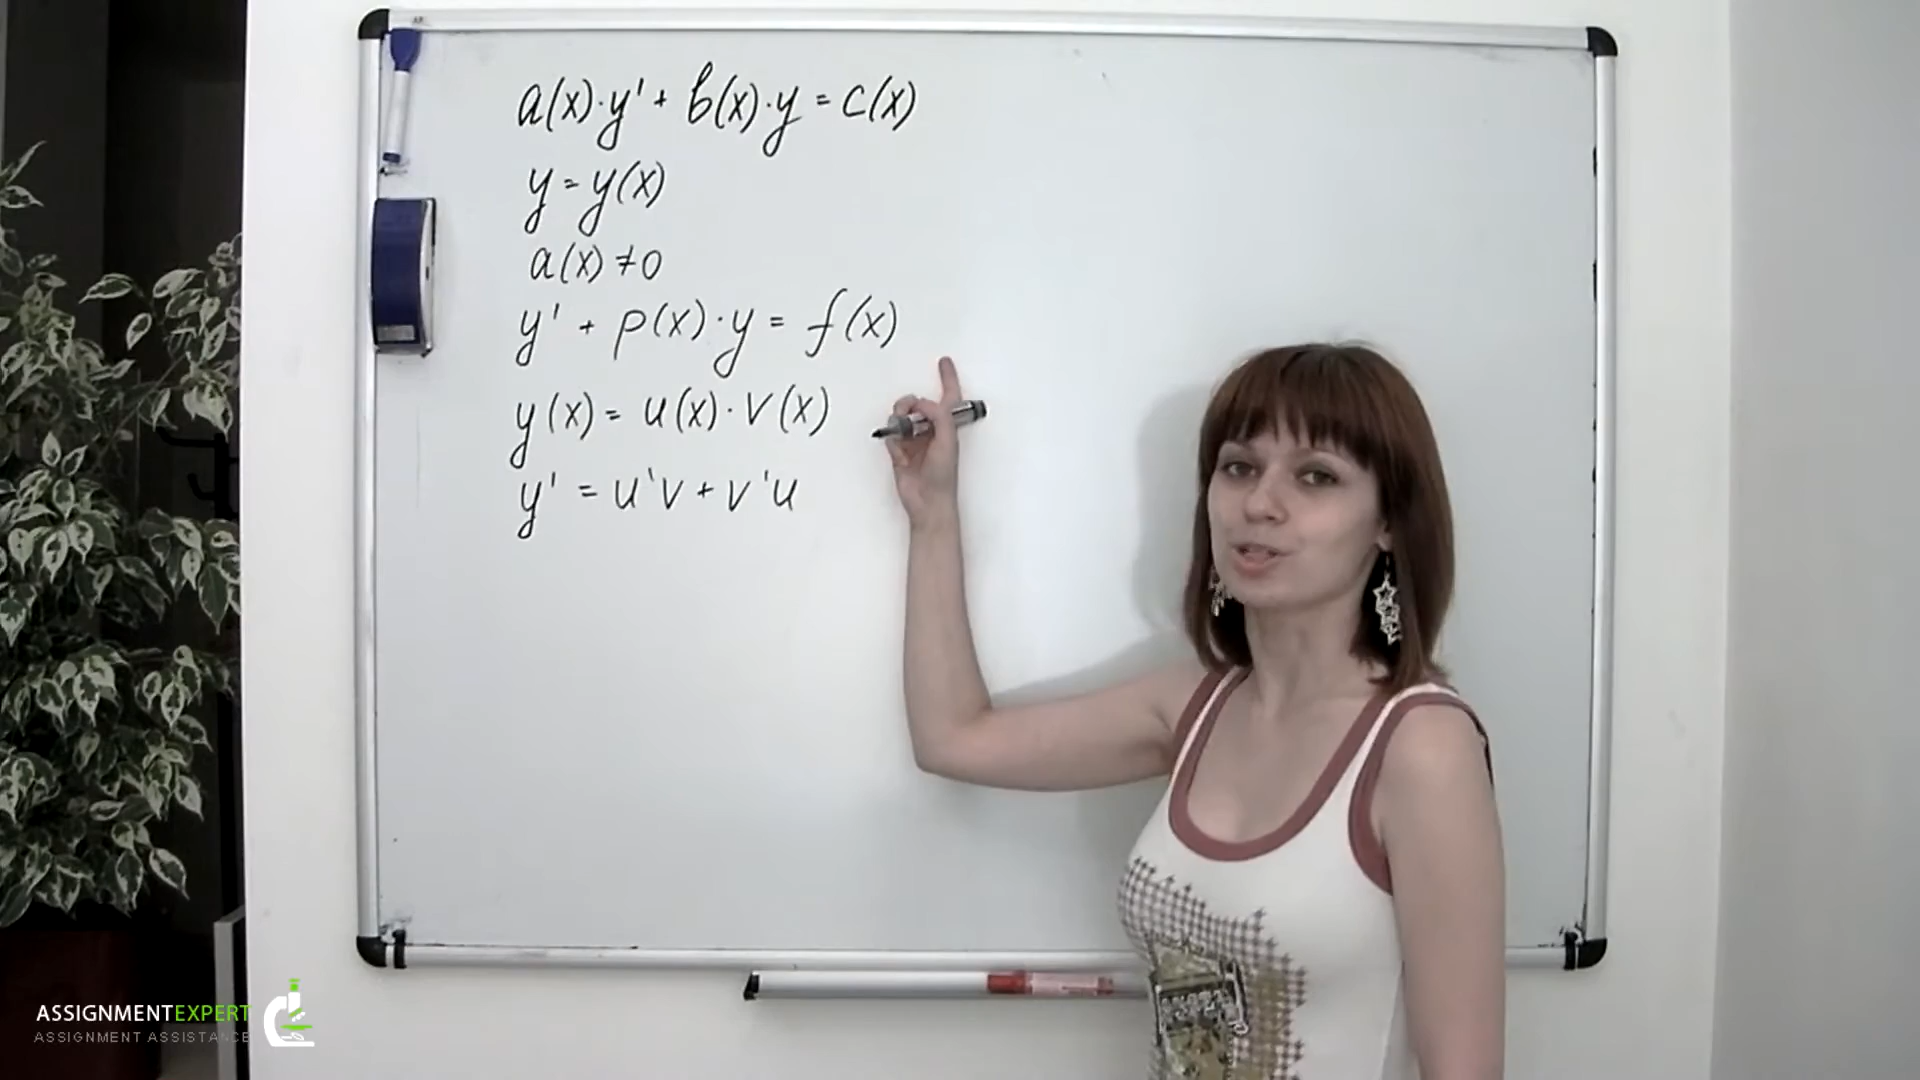 a(x)·y' + b(x)·y = c(x)
y = y(x)
a(x) ≠ 0
y' + p(x)·y = f(x)
y(x) = u(x)·v(x)
y' = u'v + v'u
ASSIGNMENTEXPERT
ASSIGNMENT ASSISTANCE